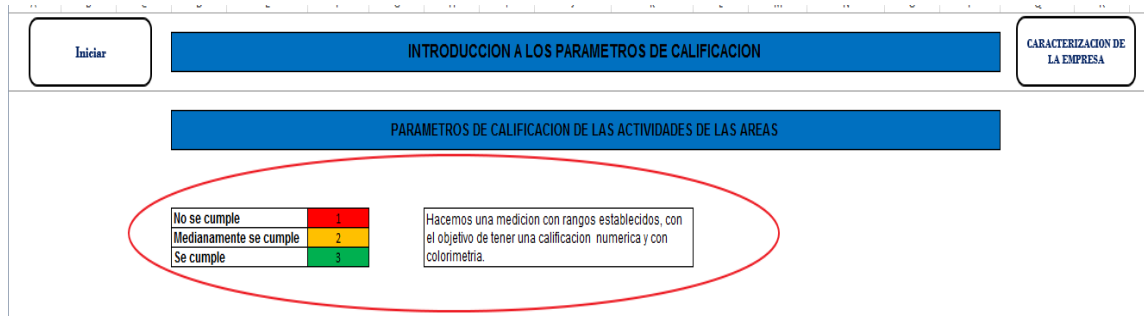 Iniciar
INTRODUCCION A LOS PARAMETROS DE CALIFICACION
CARACTERIZACION DE
LA EMPRESA
PARAMETROS DE CALIFICACION DE LAS ACTIVIDADES DE LAS AREAS
No se cumple 1
Medianamente se cumple 2
Se cumple 3
Hacemos una medicion con rangos establecidos, con
el objetivo de tener una calificacion numerica y con
colorimetria.